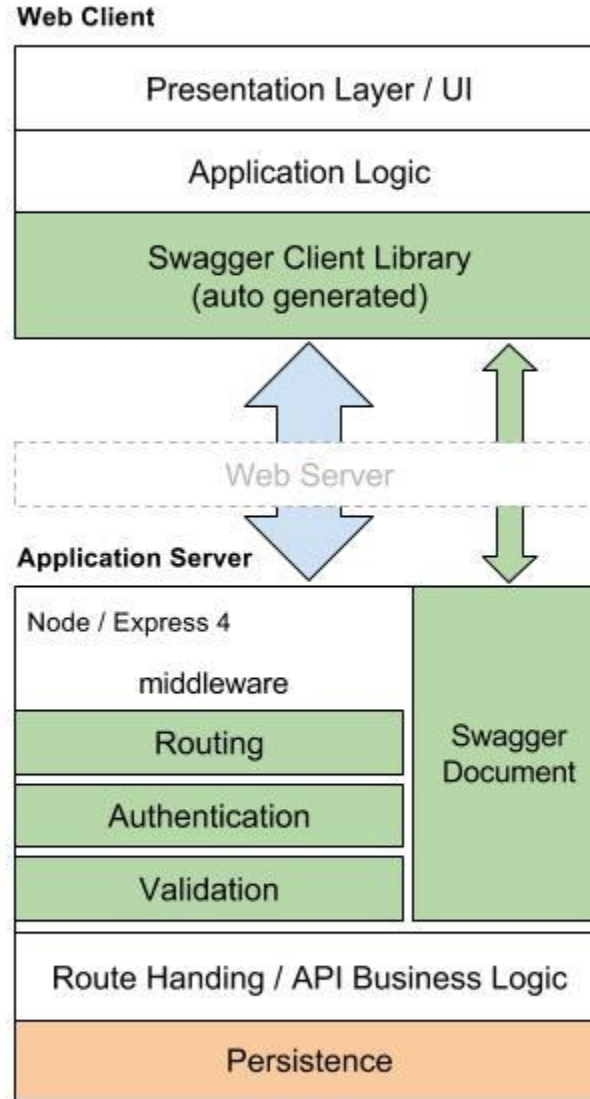 Web Client
Presentation Layer / UI
Application Logic
Swagger Client Library
(auto generated)
Web Server
Application Server
Node / Express 4
middleware
Routing
Authentication
Validation
Swagger
Document
Route Handing / API Business Logic
Persistence